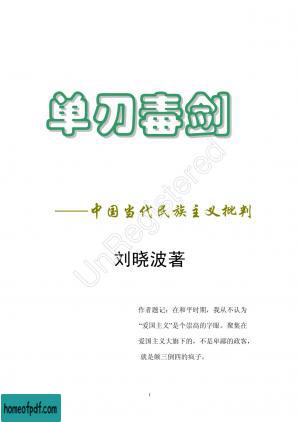 单刃毒剑
——中国当代民族主义批判
刘晓波著
作者题记：在和平时期，我从不认为
“爱国主义”是个崇高的字眼。聚集在
爱国主义大旗下的，不是卑鄙的政客，
就是颠三倒四的疯子。
UnRegistered
1
homeofpdf.com